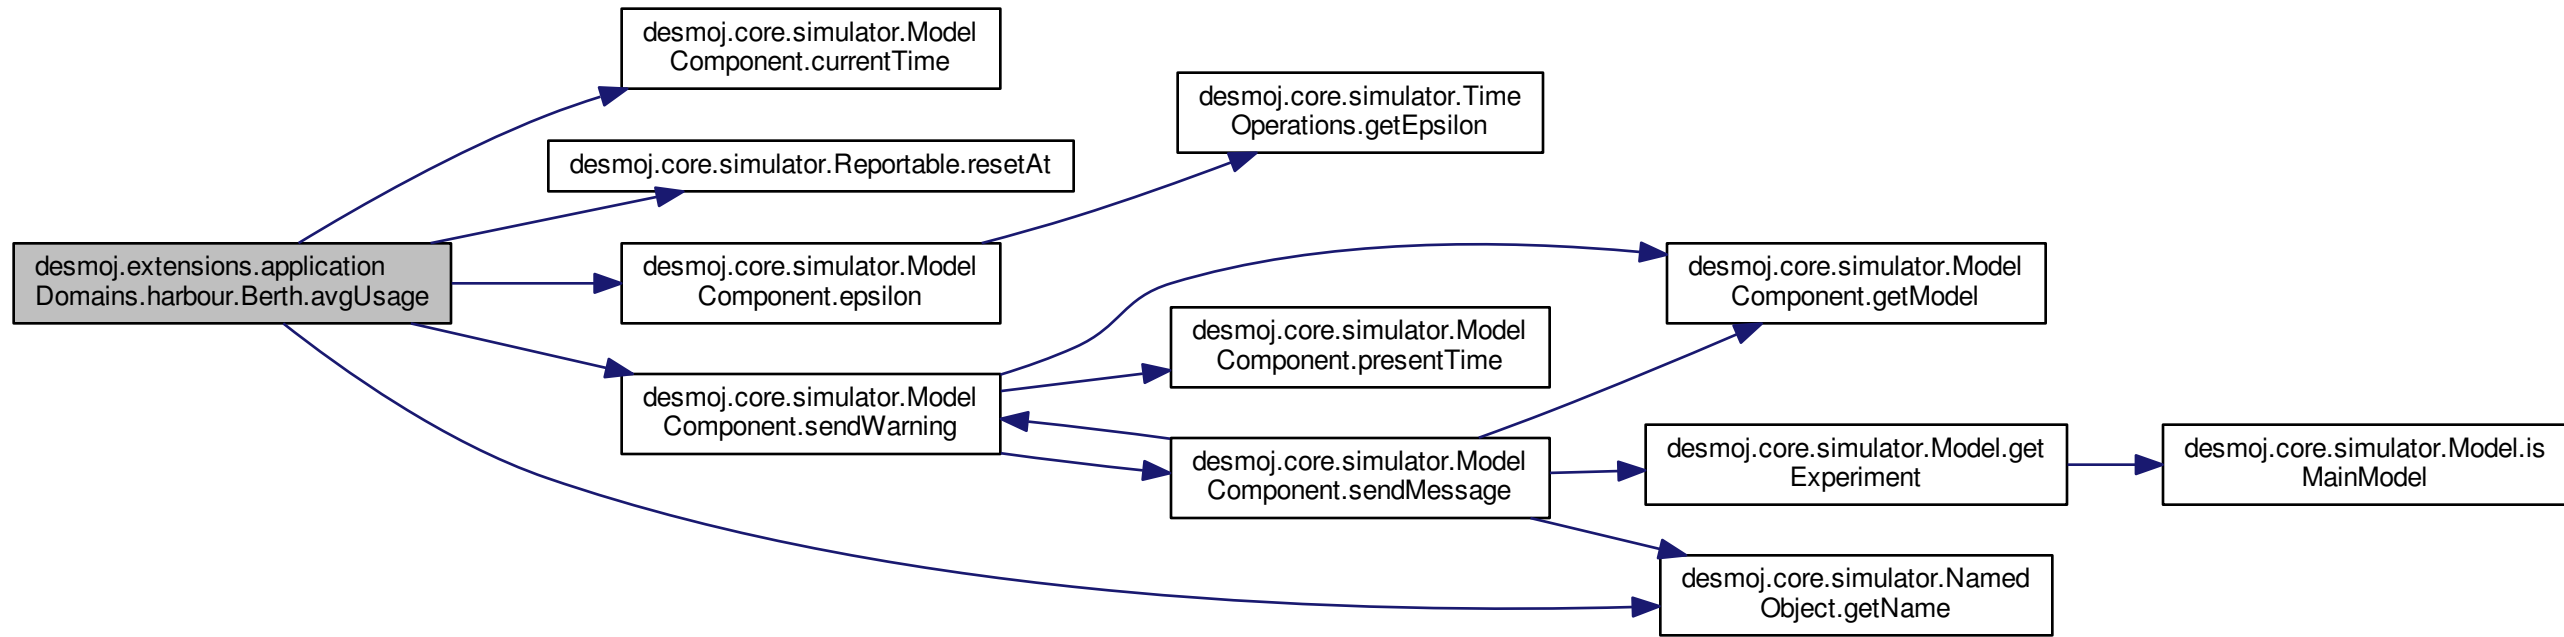 desmoj.core.simulator.Model
Component.currentTime
desmoj.core.simulator.Time
Operations.getEpsilon
desmoj.core.simulator.Reportable.resetAt
desmoj.extensions.application
Domains.harbour.Berth.avgUsage
desmoj.core.simulator.Model
Component.epsilon
desmoj.core.simulator.Model
Component.getModel
desmoj.core.simulator.Model
Component.presentTime
desmoj.core.simulator.Model
Component.sendWarning
desmoj.core.simulator.Model
Component.sendMessage
desmoj.core.simulator.Model.get
Experiment
desmoj.core.simulator.Model.is
MainModel
desmoj.core.simulator.Named
Object.getName